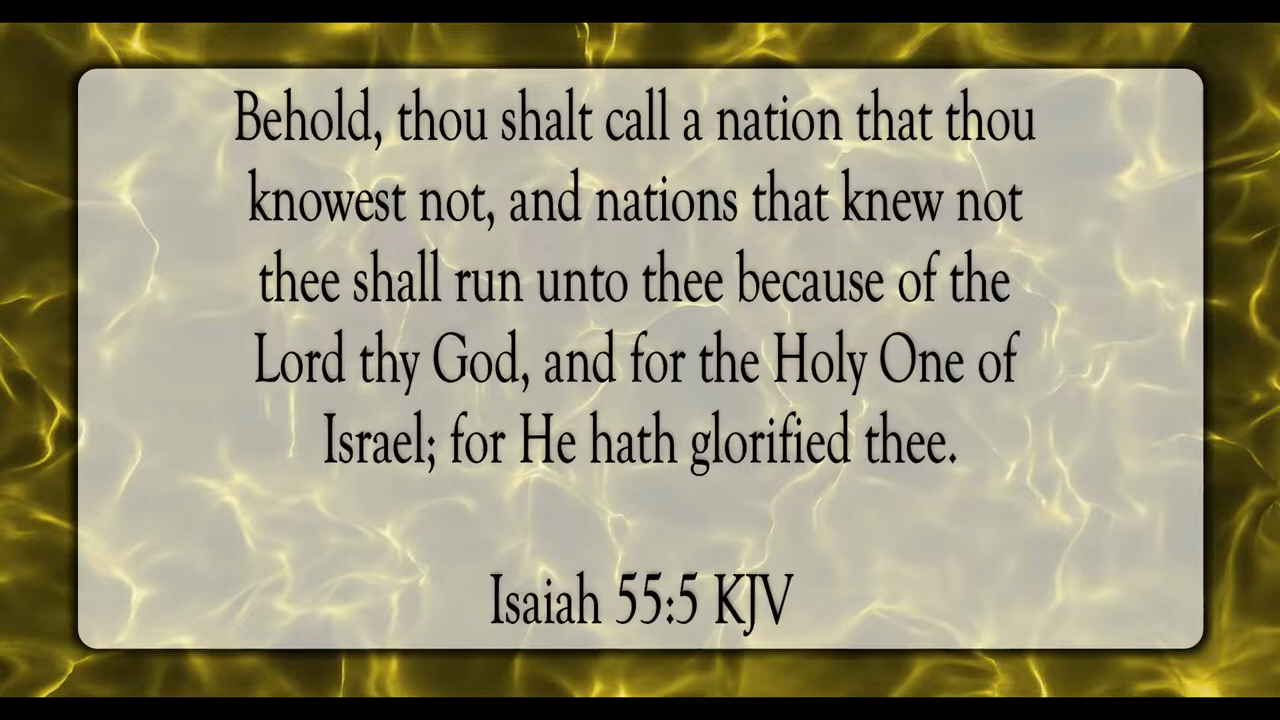 Behold, thou shalt call a nation that thou
knowest not, and nations that knew not
thee shall run unto thee because of the
Lord thy God, and for the Holy One of
Israel; for He hath glorified thee.
Isaiah 55:5 KJV